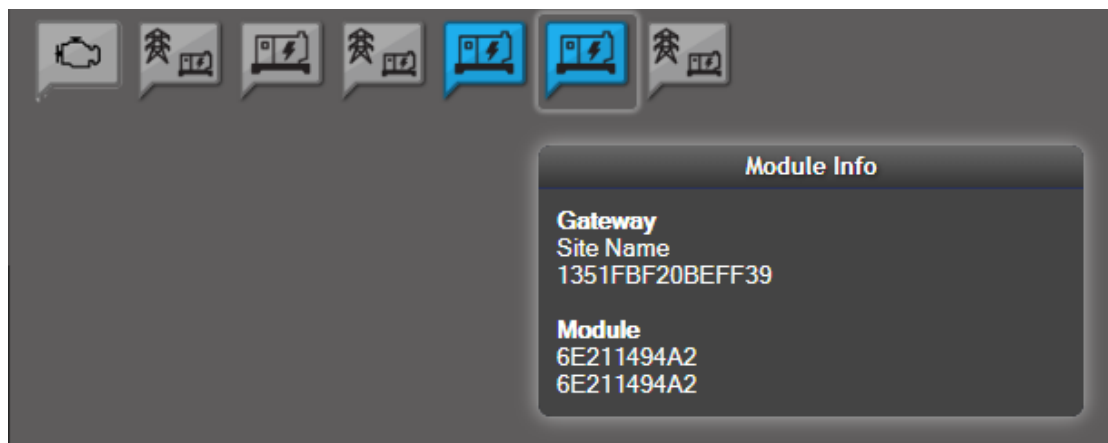 Module Info
Gateway
Site Name
1351FBF20BEFF39
Module
6E211494A2
6E211494A2